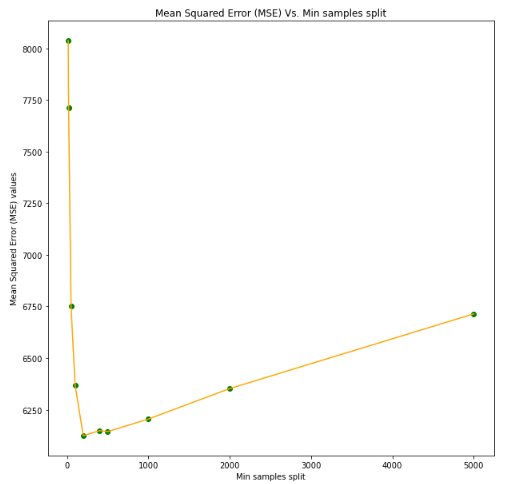 Mean Squared Error (MSE) Vs. Min samples split
8000
7750
7500
7250
7000
6750
6500
6250
Mean Squared Error (MSE) values
0 1000 2000 3000 4000 5000
Min samples split